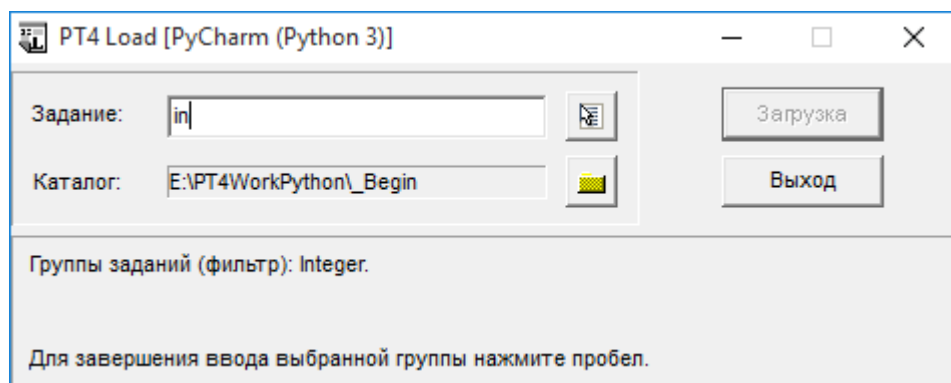 PT4 Load [PyCharm (Python 3)]
Задание: in Загрузка
Каталог: E:\PT4WorkPython\_Begin Выход
Группы заданий (фильтр): Integer.
Для завершения ввода выбранной группы нажмите пробел.